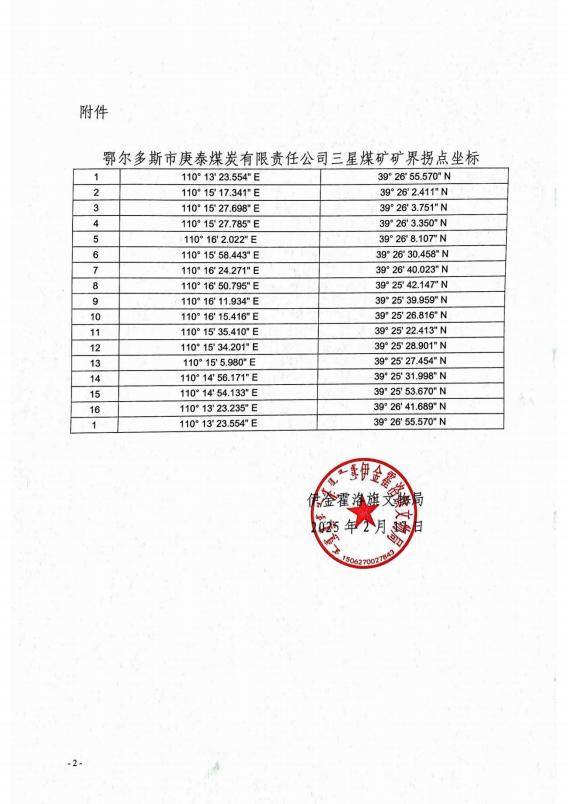 附件
鄂尔多斯市庚泰煤炭有限责任公司三星煤矿矿界拐点坐标
1 110° 13' 23.554" E 39° 26' 55.570" N
2 110° 15' 17.341" E 39° 26' 2.411" N
3 110° 15' 27.698" E 39° 26' 3.751" N
4 110° 15' 27.785" E 39° 26' 3.350" N
5 110° 16' 2.022" E 39° 26' 8.107" N
6 110° 15' 58.443" E 39° 26' 30.458" N
7 110° 16' 24.271" E 39° 26' 40.023" N
8 110° 16' 50.795" E 39° 25' 42.147" N
9 110° 16' 11.934" E 39° 25' 39.959" N
10 110° 16' 15.416" E 39° 25' 26.816" N
11 110° 15' 35.410" E 39° 25' 22.413" N
12 110° 15' 34.201" E 39° 25' 28.901" N
13 110° 15' 5.980" E 39° 25' 27.454" N
14 110° 14' 56.171" E 39° 25' 31.998" N
15 110° 14' 54.133" E 39° 25' 53.670" N
16 110° 13' 23.235" E 39° 26' 41.689" N
1 110° 13' 23.554" E 39° 26' 55.570" N
伊金霍洛旗文物局
2025 年 2 月 日
伊金霍洛旗文物局
1506270027843
- 2 -